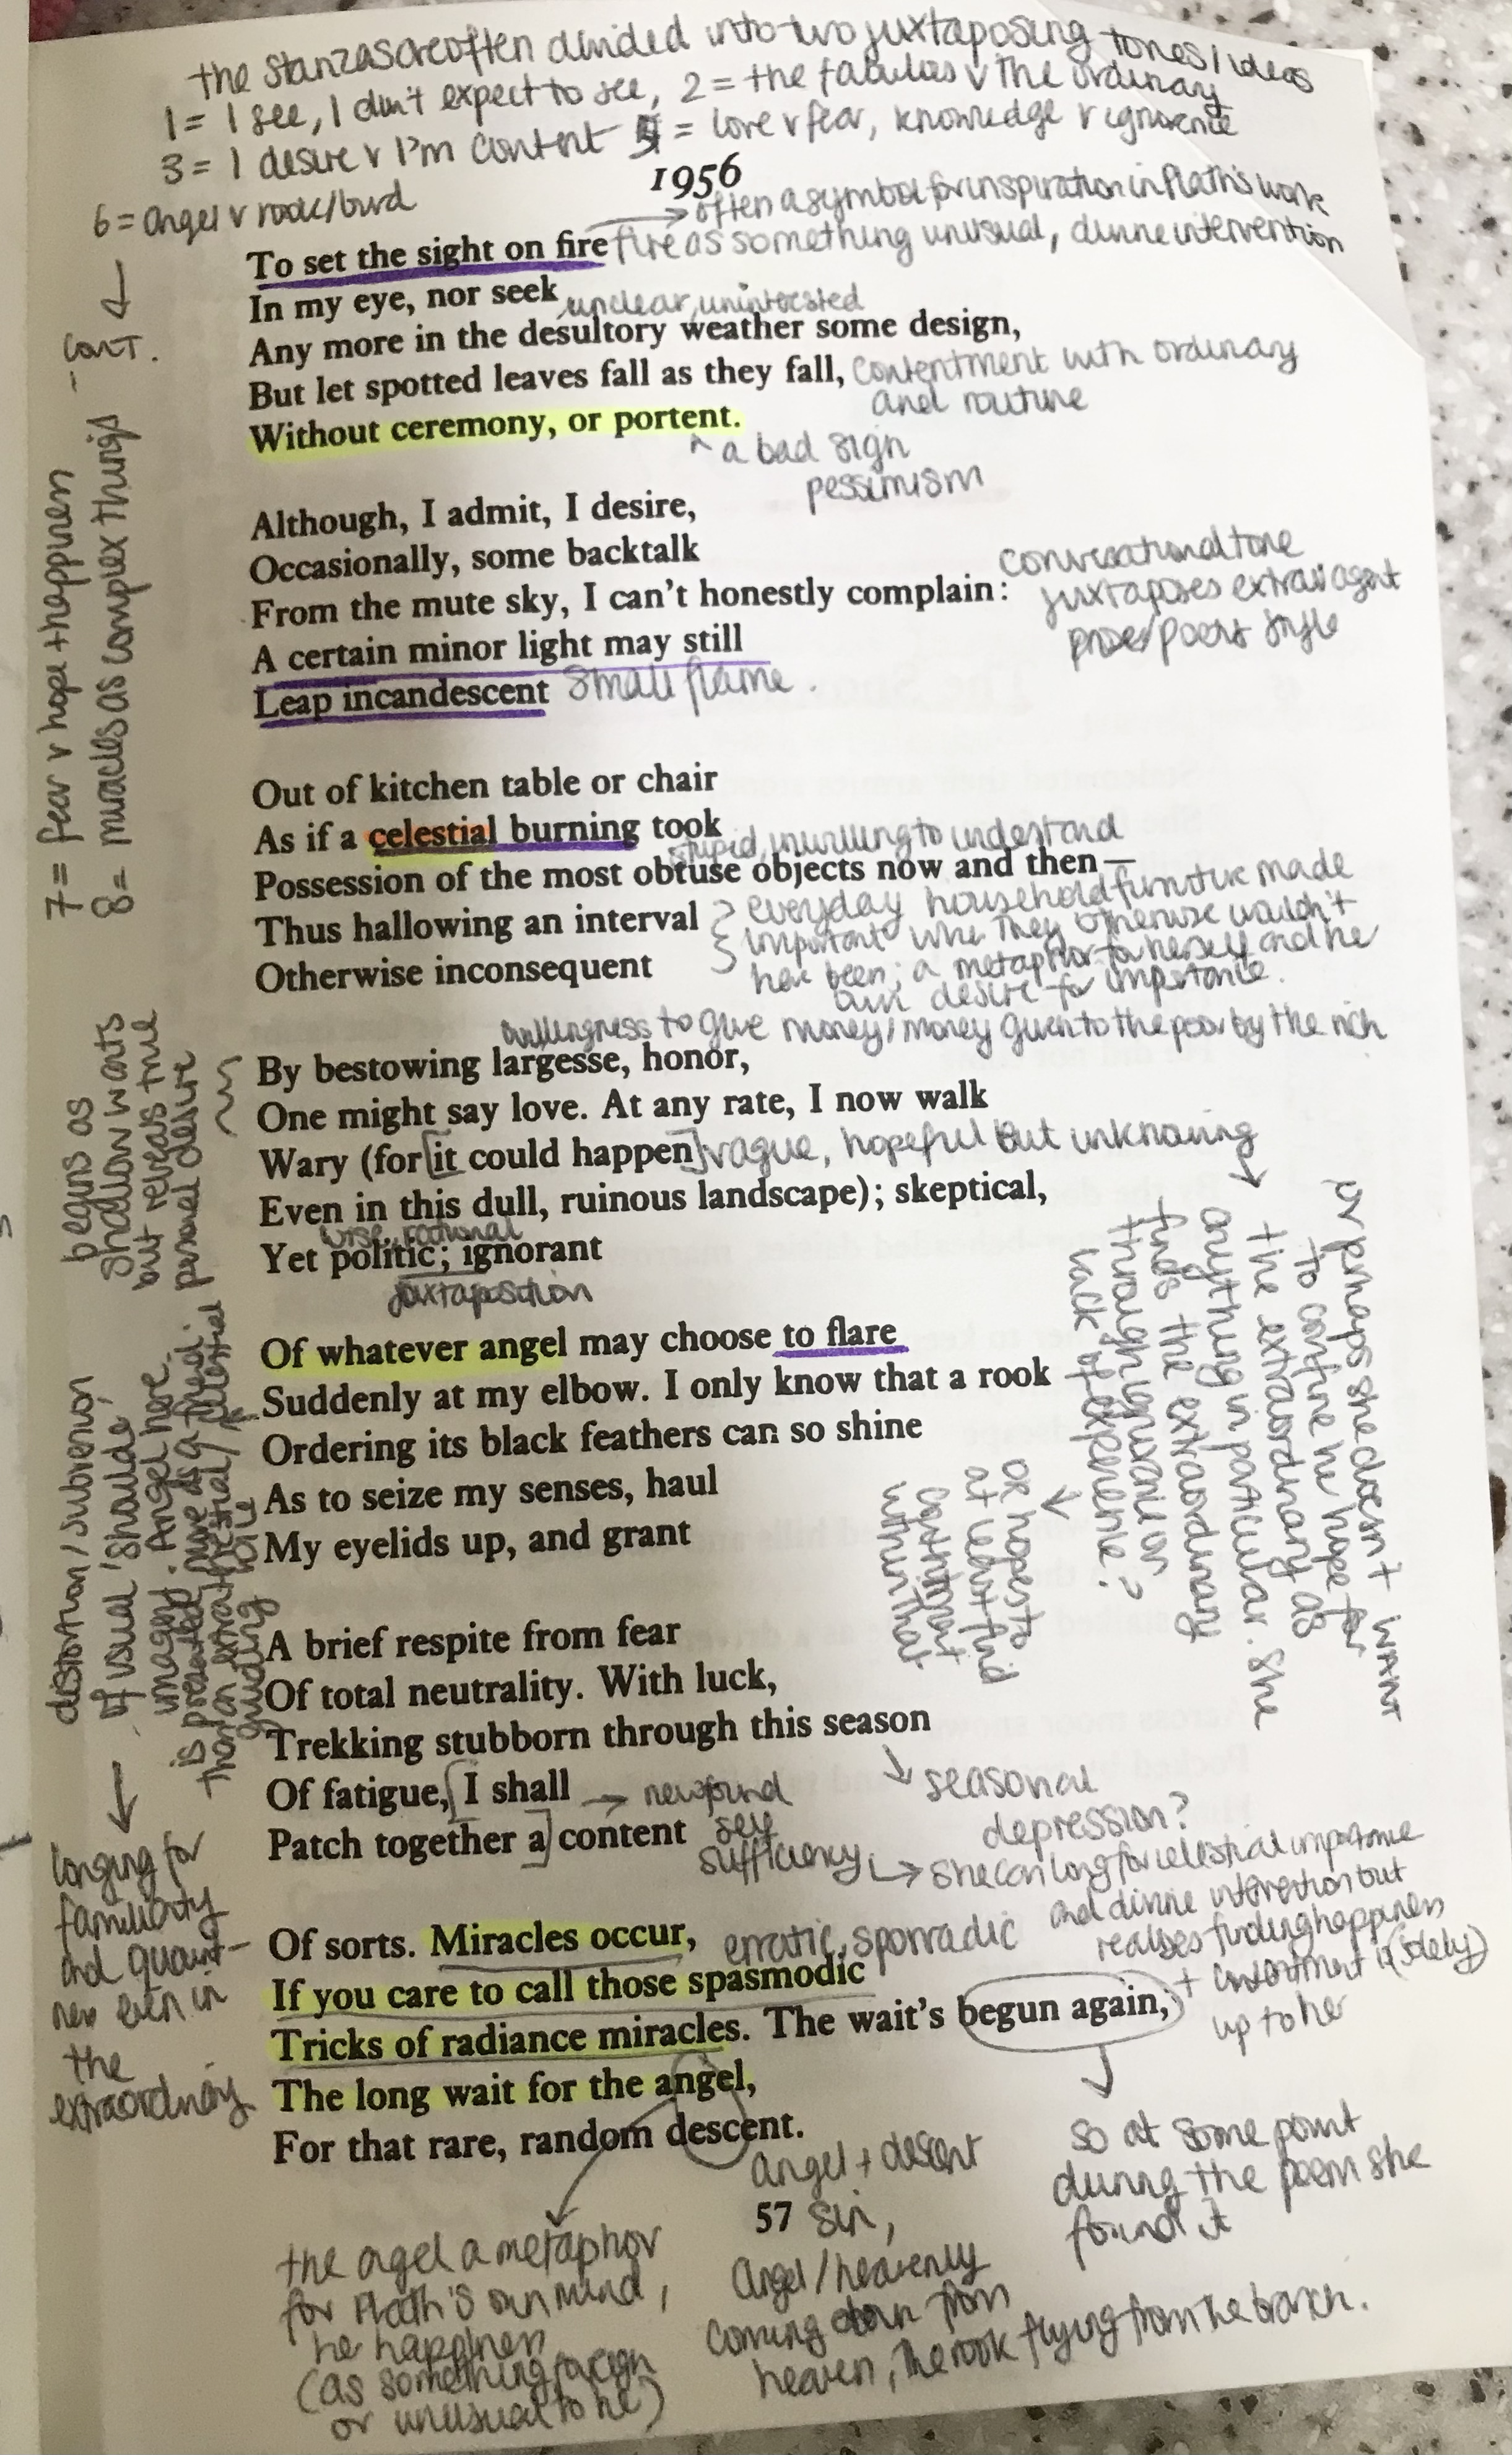 the stanzas are often divided into two juxtaposing tones/ideas
1 = I see, I don't expect to see, 2 = the fabulous v the ordinary
3 = I desire v I'm content = love v fear, knowledge v ignorance
6 = angel v rook/bird
1956
→ often a symbol for inspiration in Plath's work
To set the sight on fire
fire as something unusual, divine intervention
In my eye, nor seek
unclear, uninterested
Any more in the desultory weather some design,
But let spotted leaves fall as they fall,
contentment with ordinary
and routine
Without ceremony, or portent.
^ a bad sign
pessimism
Although, I admit, I desire,
Occasionally, some backtalk
From the mute sky, I can't honestly complain:
conversational tone
juxtaposes extravagent
prose/poetry style
A certain minor light may still
Leap incandescent
small flame.
Out of kitchen table or chair
As if a celestial burning took
stupid, unwilling to understand
Possession of the most obtuse objects now and then—
Thus hallowing an interval
Otherwise inconsequent
everyday household furniture made
important when they otherwise wouldn't
have been; a metaphor for herself and her
own desire for importance.
willingness to give money/money given to the poor by the rich
By bestowing largesse, honor,
One might say love. At any rate, I now walk
Wary (for it could happen
vague, hopeful but unknowing
Even in this dull, ruinous landscape); skeptical,
wise, rational
Yet politic; ignorant
juxtaposition
Of whatever angel may choose to flare
Suddenly at my elbow. I only know that a rook
Ordering its black feathers can so shine
As to seize my senses, haul
My eyelids up, and grant
or perhaps she doesn't want
to confine her hope for
the extraordinary as
anything in particular. She
finds the extraordinary
through ignorance or
lack of experience?
or hopes to
at least find
contentment
within that
A brief respite from fear
Of total neutrality. With luck,
Trekking stubborn through this season
seasonal
depression?
Of fatigue, I shall
Patch together a content
→ newfound
self
sufficiency
→ she can long for celestial importance
and divine intervention but
realises finding happiness
+ contentment is (solely)
up to her
Of sorts. Miracles occur,
erratic, sporradic
If you care to call those spasmodic
Tricks of radiance miracles. The wait's begun again,
The long wait for the angel,
For that rare, random descent.
so at some point
during the poem she
found it
angel + descent
57
sin,
angel/heavenly
coming down from
heaven, the rook flying from the branch.
the agel a metaphor
for Plath's own mind,
her happiness
(as something foreign
or unusual to her)
- cont.
7 = fear v hope + happiness
8 = miracles as complex things
begins as
shallow wants
but reveals true
personal desire
distortion / subversion
of usual 'should'
imagery. Angel here
is presented more as a
than an extraterrestrial / celestial
guiding
longing for
familiarity
and quaint-
ness even in
the
extraordinary